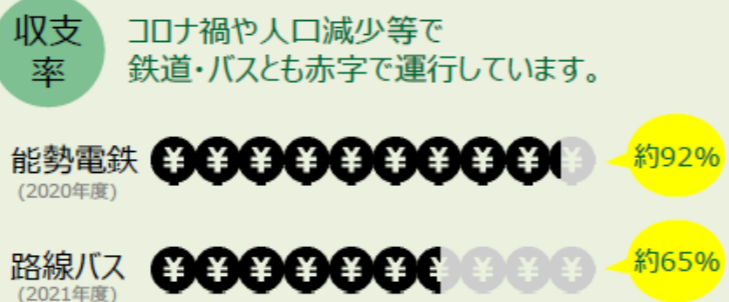 収支
率
コロナ禍や人口減少等で
鉄道・バスとも赤字で運行しています。
能勢電鉄
¥ ¥ ¥ ¥ ¥ ¥ ¥ ¥ ¥ ¥
約92%
(2020年度)
路線バス
¥ ¥ ¥ ¥ ¥ ¥ ¥ ¥ ¥ ¥
約65%
(2021年度)